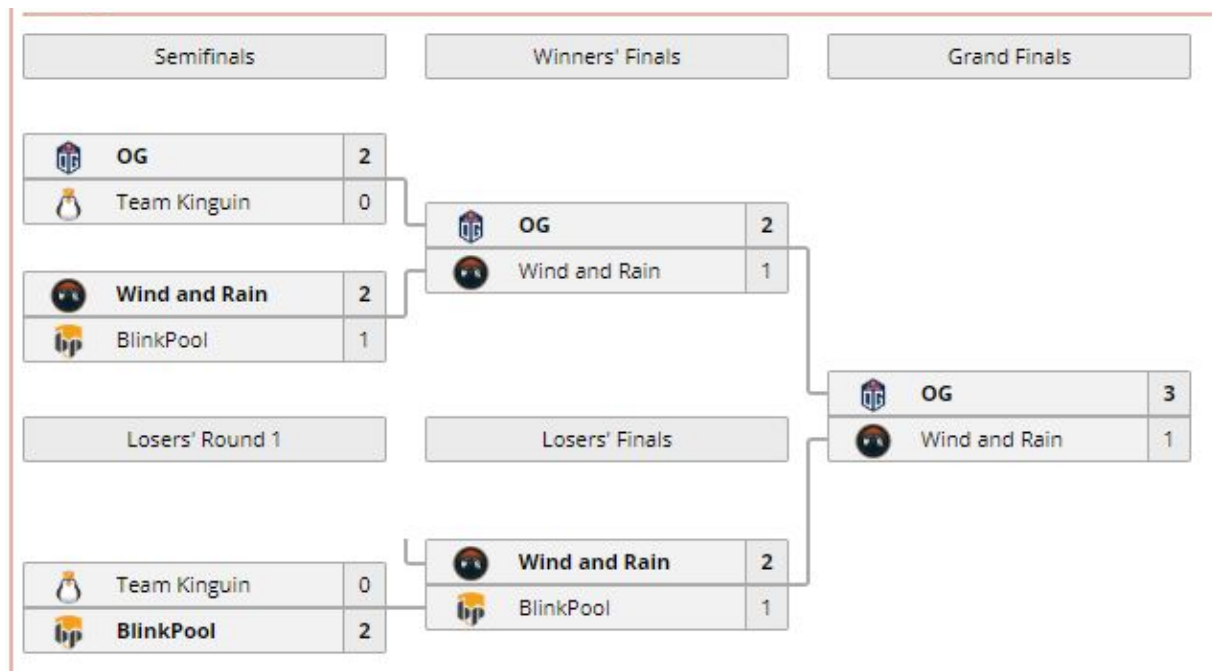 Semifinals
Winners' Finals
Grand Finals
OG 2
Team Kinguin 0
OG 2
Wind and Rain 1
Wind and Rain 2
BlinkPool 1
OG 3
Wind and Rain 1
Losers' Round 1
Losers' Finals
Wind and Rain 2
BlinkPool 1
Team Kinguin 0
BlinkPool 2